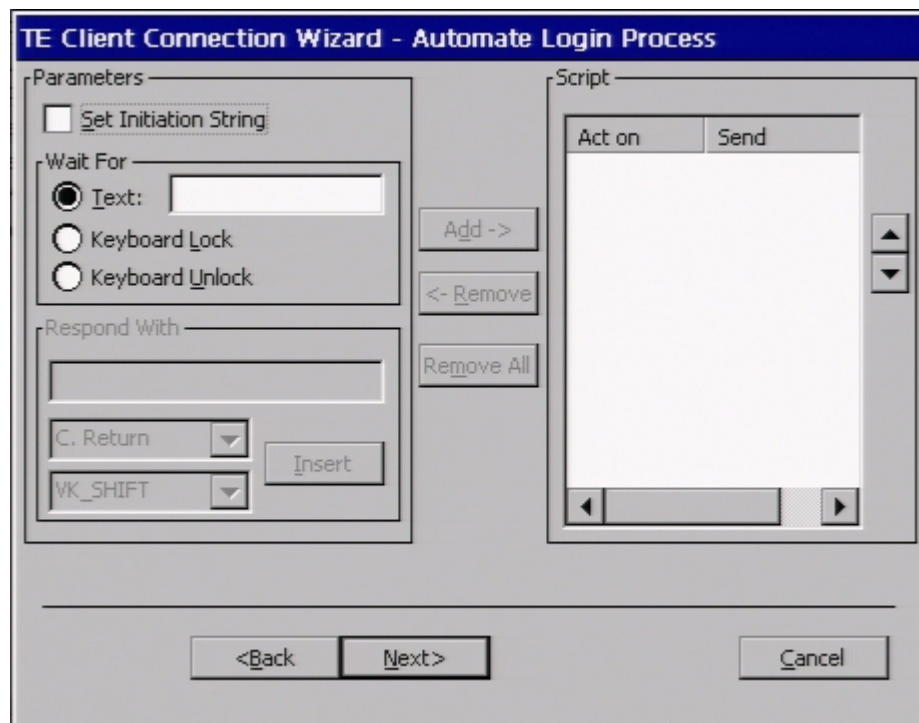 TE Client Connection Wizard - Automate Login Process
Parameters
Set Initiation String
Wait For
Text:
Keyboard Lock
Keyboard Unlock
Respond With
C. Return
VK_SHIFT
Insert
Add ->
<- Remove
Remove All
Script
Act on Send
<Back Next> Cancel